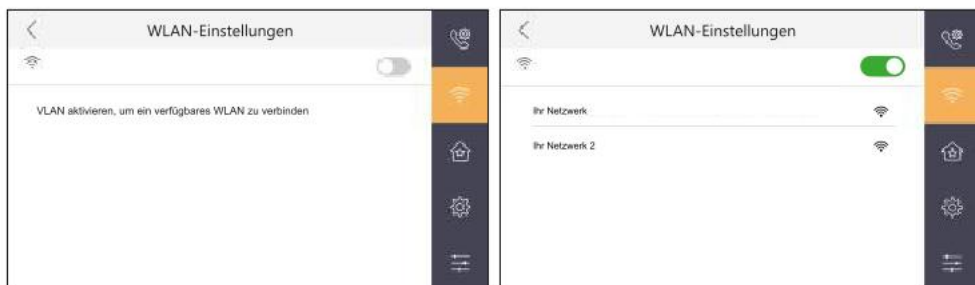 WLAN-Einstellungen
VLAN aktivieren, um ein verfügbares WLAN zu verbinden
WLAN-Einstellungen
Ihr Netzwerk
Ihr Netzwerk 2